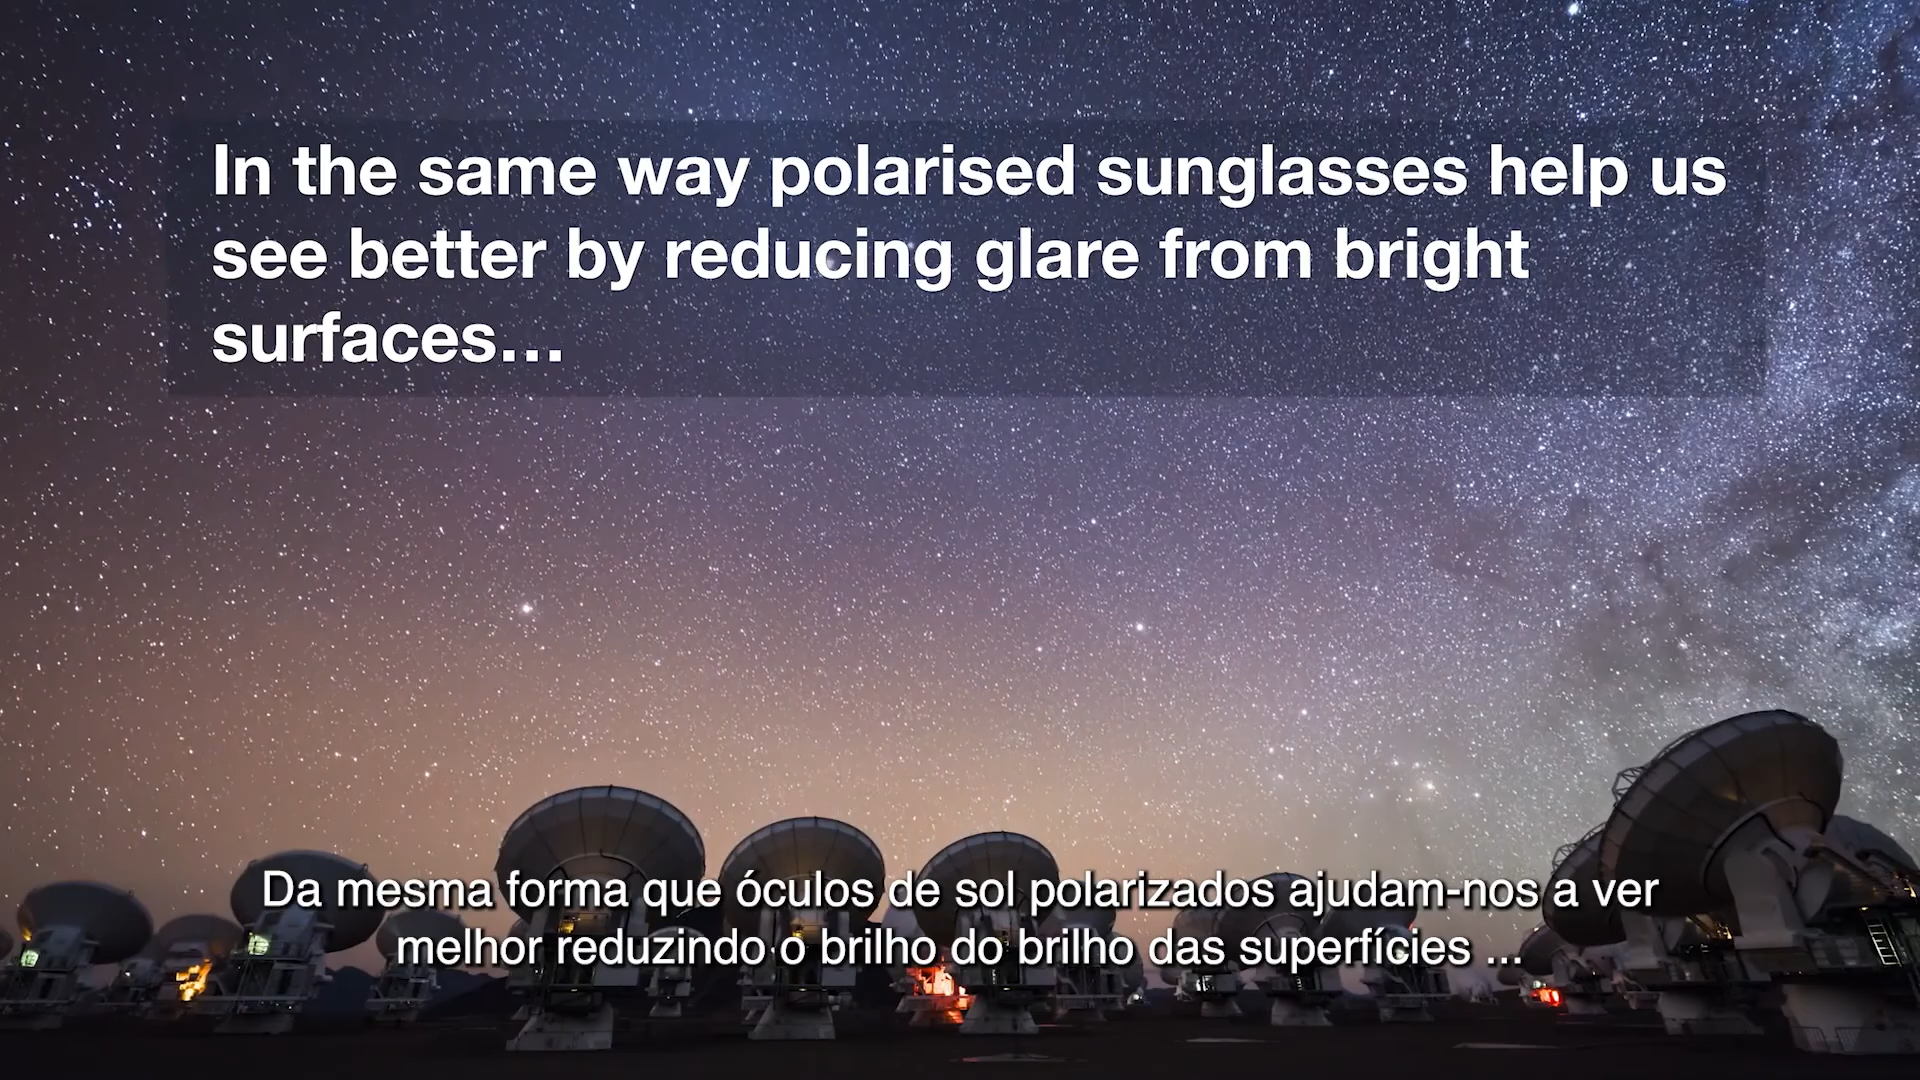 In the same way polarised sunglasses help us
see better by reducing glare from bright
surfaces…
Da mesma forma que óculos de sol polarizados ajudam-nos a ver
melhor reduzindo o brilho do brilho das superfícies ...